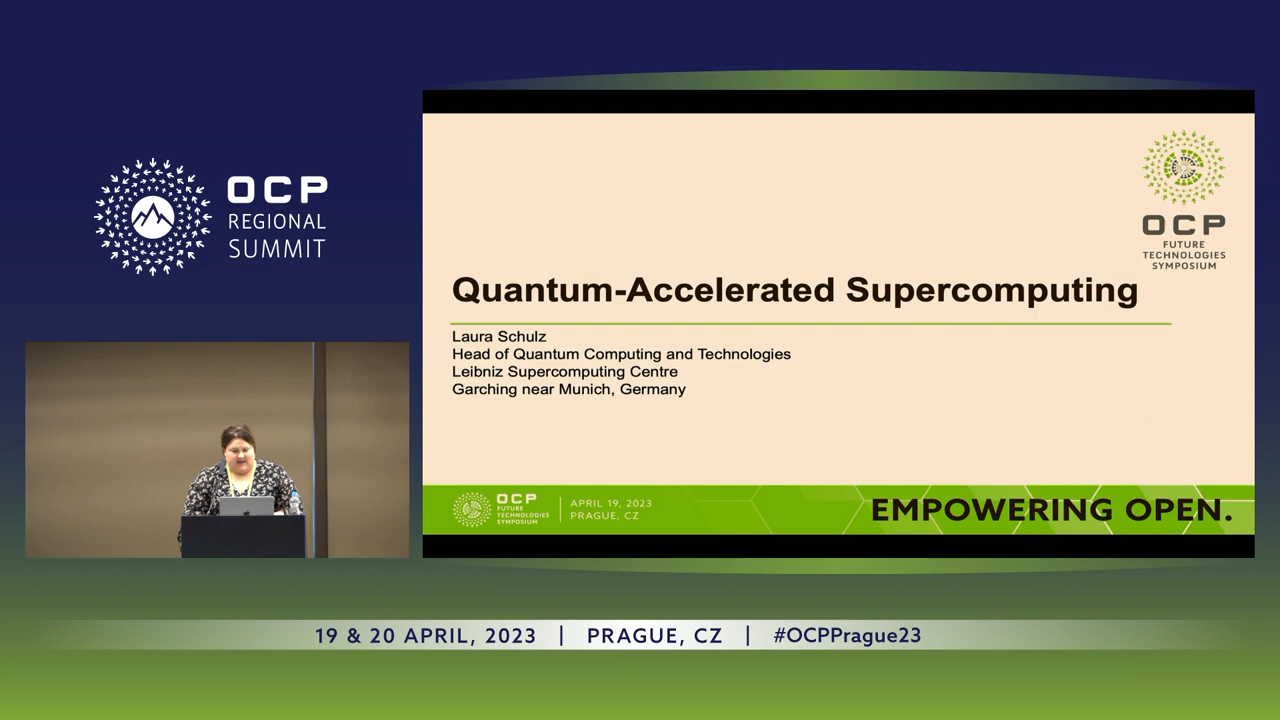 OCP
REGIONAL
SUMMIT
OCP
FUTURE
TECHNOLOGIES
SYMPOSIUM
Quantum-Accelerated Supercomputing
Laura Schulz
Head of Quantum Computing and Technologies
Leibniz Supercomputing Centre
Garching near Munich, Germany
OCP
FUTURE
TECHNOLOGIES
SYMPOSIUM
APRIL 19, 2023
PRAGUE, CZ
EMPOWERING OPEN.
19 & 20 APRIL, 2023 | PRAGUE, CZ | #OCPPrague23